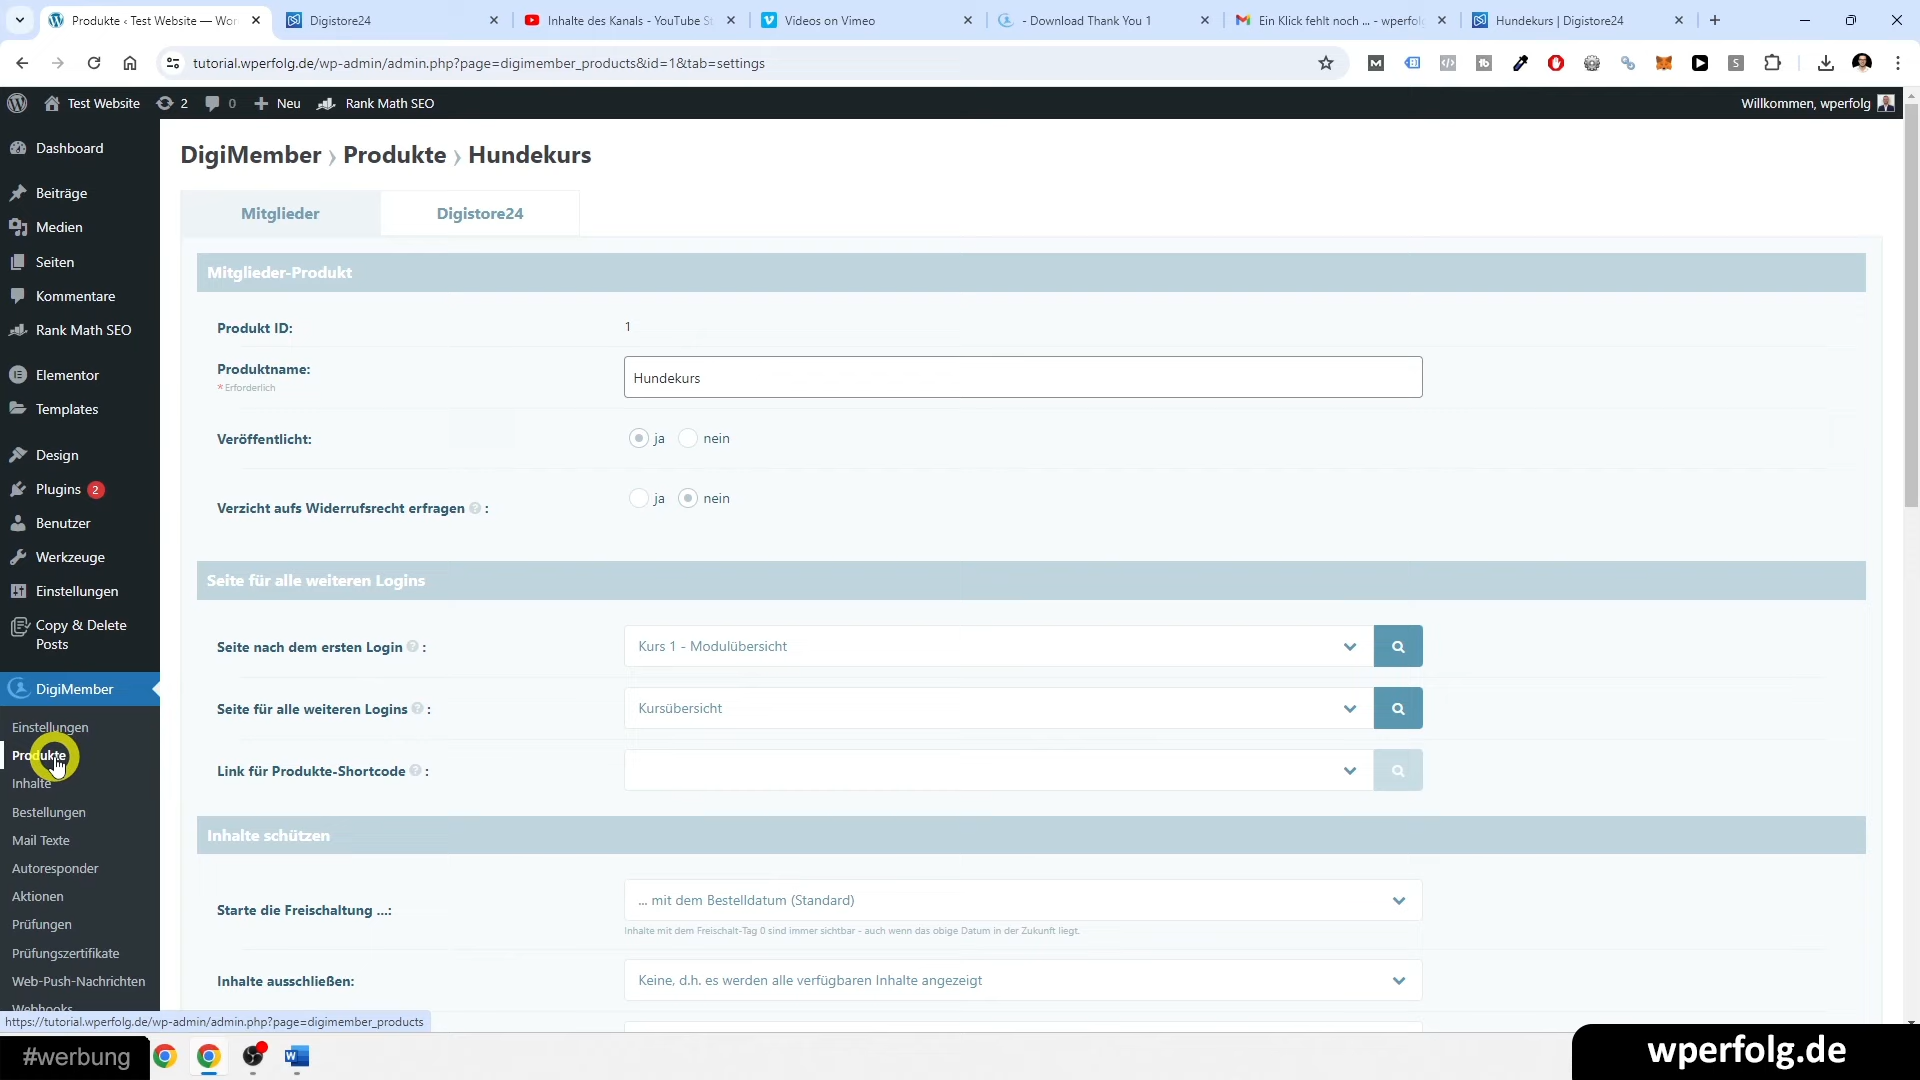 Produkte ‹ Test Website — Wor
Digistore24
Inhalte des Kanals - YouTube St
Videos on Vimeo
- Download Thank You 1
Ein Klick fehlt noch ... - wperfolg
Hundekurs | Digistore24
tutorial.wperfolg.de/wp-admin/admin.php?page=digimember_products&id=1&tab=settings
Test Website
2
0
Neu
Rank Math SEO
Willkommen, wperfolg
Dashboard
Beiträge
Medien
Seiten
Kommentare
Rank Math SEO
Elementor
Templates
Design
Plugins 2
Benutzer
Werkzeuge
Einstellungen
Copy & Delete
Posts
DigiMember
Einstellungen
Produkte
Inhalte
Bestellungen
Mail Texte
Autoresponder
Aktionen
Prüfungen
Prüfungszertifikate
Web-Push-Nachrichten
Webhooks
DigiMember › Produkte › Hundekurs
Mitglieder
Digistore24
Mitglieder-Produkt
Produkt ID:
1
Produktname:
* Erforderlich
Hundekurs
Veröffentlicht:
ja nein
Verzicht aufs Widerrufsrecht erfragen ? :
ja nein
Seite für alle weiteren Logins
Seite nach dem ersten Login ? :
Kurs 1 - Modulübersicht
Seite für alle weiteren Logins ? :
Kursübersicht
Link für Produkte-Shortcode ? :
Inhalte schützen
Starte die Freischaltung ...:
... mit dem Bestelldatum (Standard)
Inhalte mit dem Freischalt-Tag 0 sind immer sichtbar - auch wenn das obige Datum in der Zukunft liegt.
Inhalte ausschließen:
Keine, d.h. es werden alle verfügbaren Inhalte angezeigt
https://tutorial.wperfolg.de/wp-admin/admin.php?page=digimember_products
#werbung
wperfolg.de